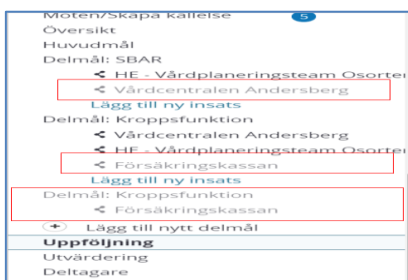 Möten/Skapa kallelse 5
Översikt
Huvudmål
Delmål: SBAR
HE - Vårdplaneringsteam Osorter
Vårdcentralen Andersberg
Lägg till ny insats
Delmål: Kroppsfunktion
Vårdcentralen Andersberg
HE - Vårdplaneringsteam Osorter
Försäkringskassan
Lägg till ny insats
Delmål: Kroppsfunktion
Försäkringskassan
+ Lägg till nytt delmål
Uppföljning
Utvärdering
Deltagare